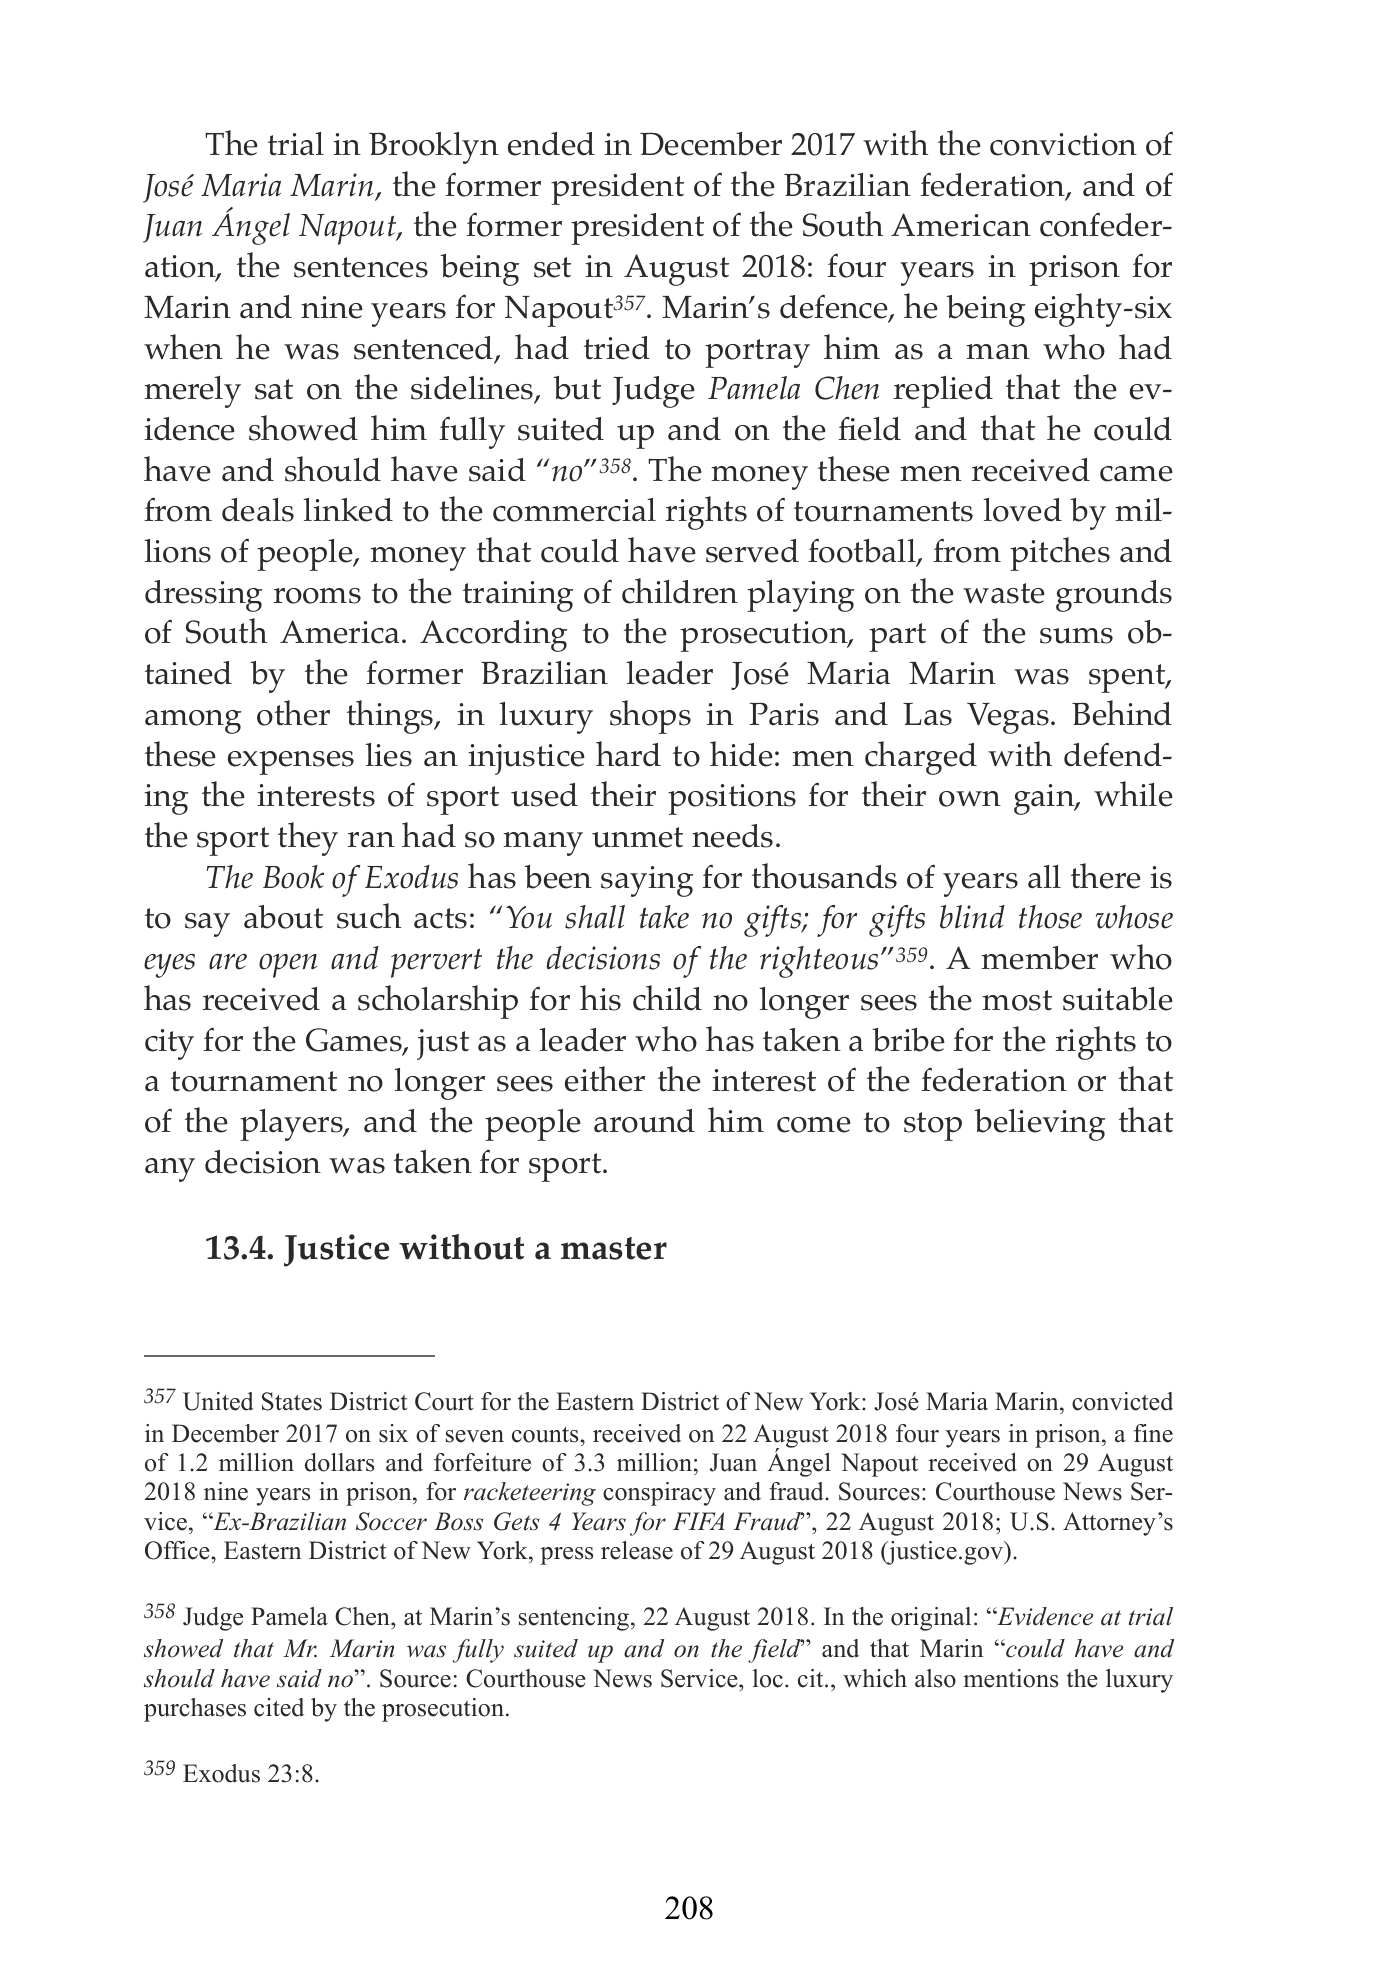 The trial in Brooklyn ended in December 2017 with the conviction of
José Maria Marin, the former president of the Brazilian federation, and of
Juan Ángel Napout, the former president of the South American confeder-
ation, the sentences being set in August 2018: four years in prison for
Marin and nine years for Napout357. Marin’s defence, he being eighty-six
when he was sentenced, had tried to portray him as a man who had
merely sat on the sidelines, but Judge Pamela Chen replied that the ev-
idence showed him fully suited up and on the field and that he could
have and should have said “no”358. The money these men received came
from deals linked to the commercial rights of tournaments loved by mil-
lions of people, money that could have served football, from pitches and
dressing rooms to the training of children playing on the waste grounds
of South America. According to the prosecution, part of the sums ob-
tained by the former Brazilian leader José Maria Marin was spent,
among other things, in luxury shops in Paris and Las Vegas. Behind
these expenses lies an injustice hard to hide: men charged with defend-
ing the interests of sport used their positions for their own gain, while
the sport they ran had so many unmet needs.
The Book of Exodus has been saying for thousands of years all there is
to say about such acts: “You shall take no gifts; for gifts blind those whose
eyes are open and pervert the decisions of the righteous”359. A member who
has received a scholarship for his child no longer sees the most suitable
city for the Games, just as a leader who has taken a bribe for the rights to
a tournament no longer sees either the interest of the federation or that
of the players, and the people around him come to stop believing that
any decision was taken for sport.
13.4. Justice without a master
357 United States District Court for the Eastern District of New York: José Maria Marin, convicted
in December 2017 on six of seven counts, received on 22 August 2018 four years in prison, a fine
of 1.2 million dollars and forfeiture of 3.3 million; Juan Ángel Napout received on 29 August
2018 nine years in prison, for racketeering conspiracy and fraud. Sources: Courthouse News Ser-
vice, “Ex-Brazilian Soccer Boss Gets 4 Years for FIFA Fraud”, 22 August 2018; U.S. Attorney’s
Office, Eastern District of New York, press release of 29 August 2018 (justice.gov).
358 Judge Pamela Chen, at Marin’s sentencing, 22 August 2018. In the original: “Evidence at trial
showed that Mr. Marin was fully suited up and on the field” and that Marin “could have and
should have said no”. Source: Courthouse News Service, loc. cit., which also mentions the luxury
purchases cited by the prosecution.
359 Exodus 23:8.
208